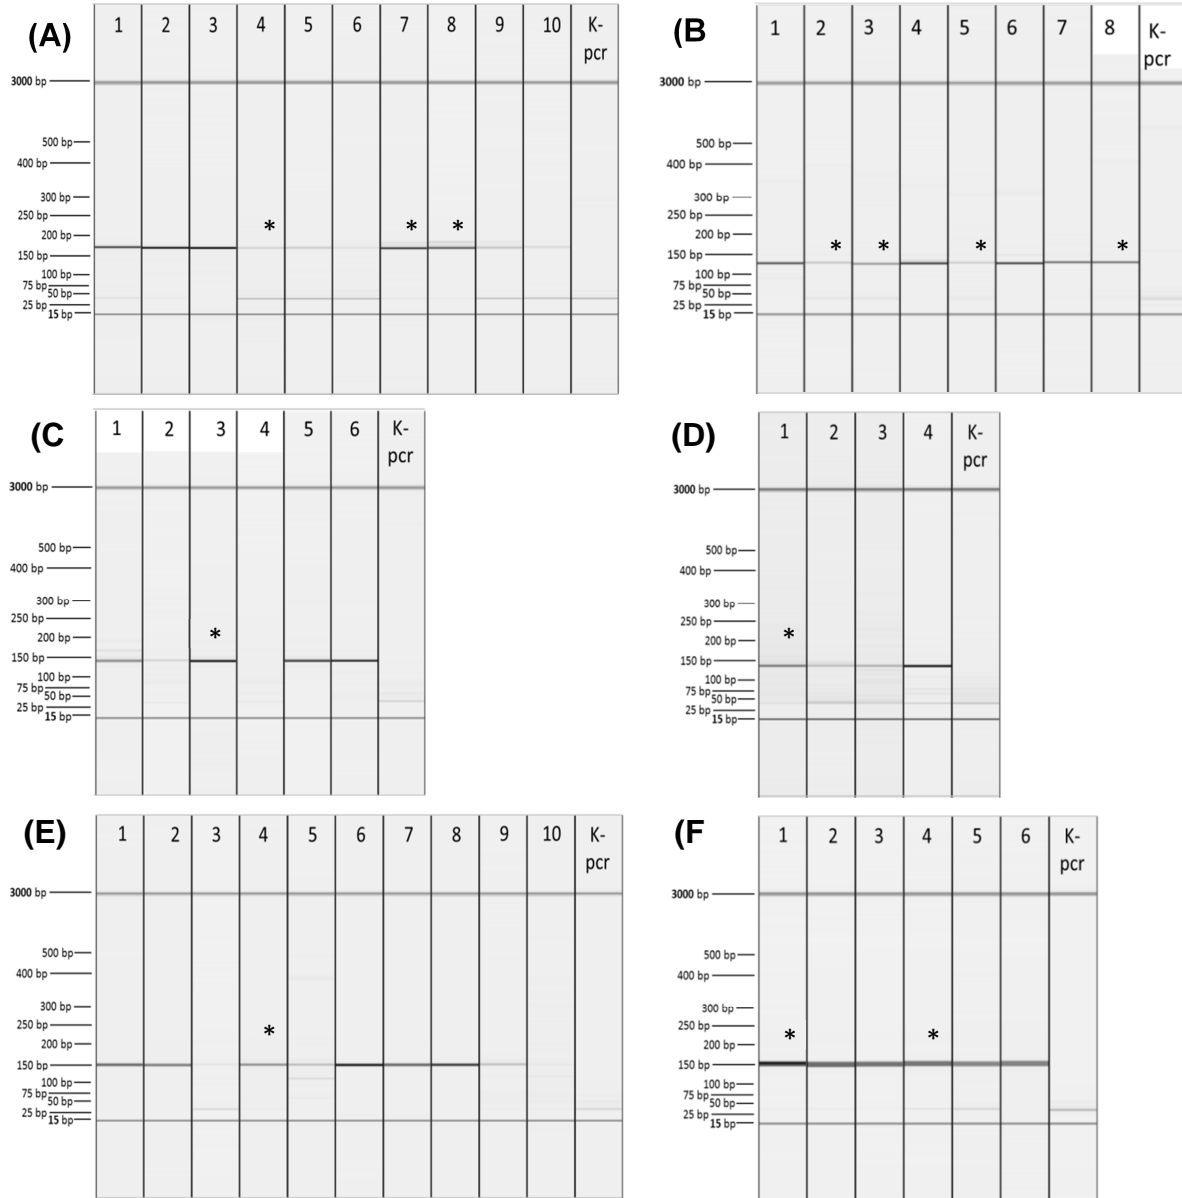 (A)
1 2 3 4 5 6 7 8 9 10 K-
pcr
3000 bp
500 bp
400 bp
300 bp
250 bp
* * *
200 bp
150 bp
100 bp
75 bp
50 bp
25 bp
15 bp
(B)
1 2 3 4 5 6 7 8 K-
pcr
3000 bp
500 bp
400 bp
300 bp
250 bp
200 bp
* * * *
150 bp
100 bp
75 bp
50 bp
25 bp
15 bp
(C
1 2 3 4 5 6 K-
pcr
3000 bp
500 bp
400 bp
300 bp
250 bp
200 bp
*
150 bp
100 bp
75 bp
50 bp
25 bp
15 bp
(D)
1 2 3 4 K-
pcr
3000 bp
500 bp
400 bp
300 bp
250 bp
200 bp
*
150 bp
100 bp
75 bp
50 bp
25 bp
15 bp
(E)
1 2 3 4 5 6 7 8 9 10 K-
pcr
3000 bp
500 bp
400 bp
300 bp
250 bp
*
200 bp
150 bp
100 bp
75 bp
50 bp
25 bp
15 bp
(F)
1 2 3 4 5 6 K-
pcr
3000 bp
500 bp
400 bp
300 bp
250 bp
* *
200 bp
150 bp
100 bp
75 bp
50 bp
25 bp
15 bp